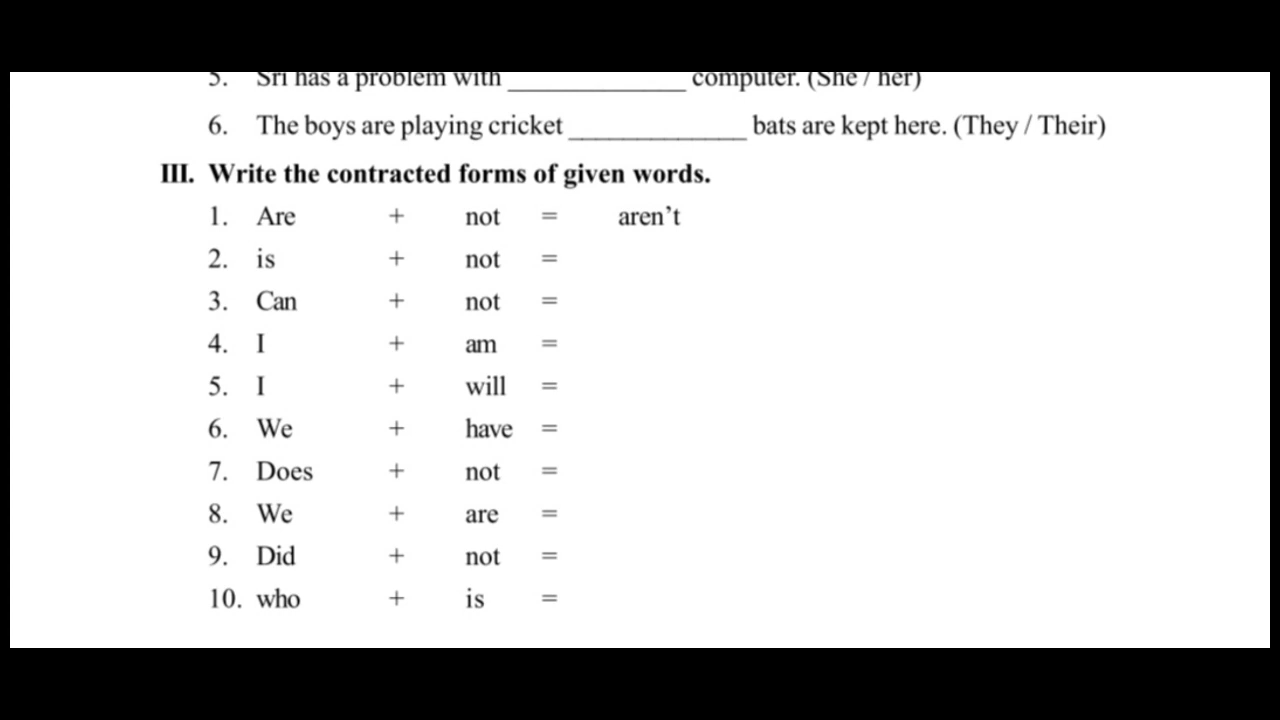 5. Sri has a problem with _____________ computer. (She / her)
6. The boys are playing cricket _____________ bats are kept here. (They / Their)
III. Write the contracted forms of given words.
1. Are + not = aren’t
2. is + not =
3. Can + not =
4. I + am =
5. I + will =
6. We + have =
7. Does + not =
8. We + are =
9. Did + not =
10. who + is =